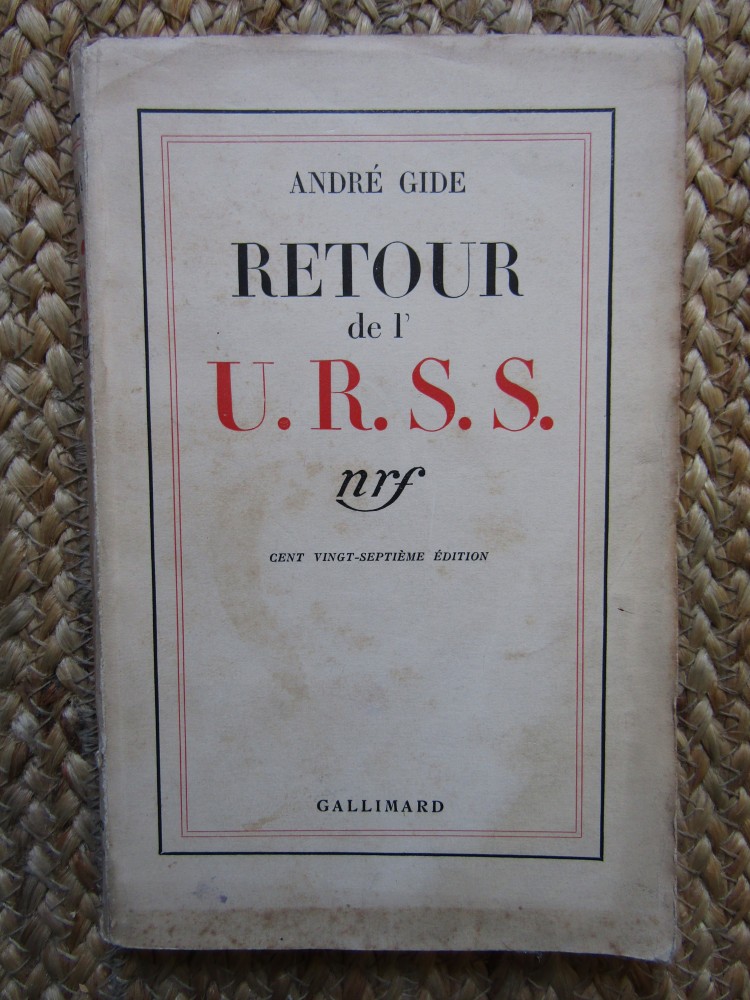 ANDRÉ GIDE
RETOUR
de l'
U.R.S.S.
nrf
CENT VINGT-SEPTIÈME ÉDITION
GALLIMARD